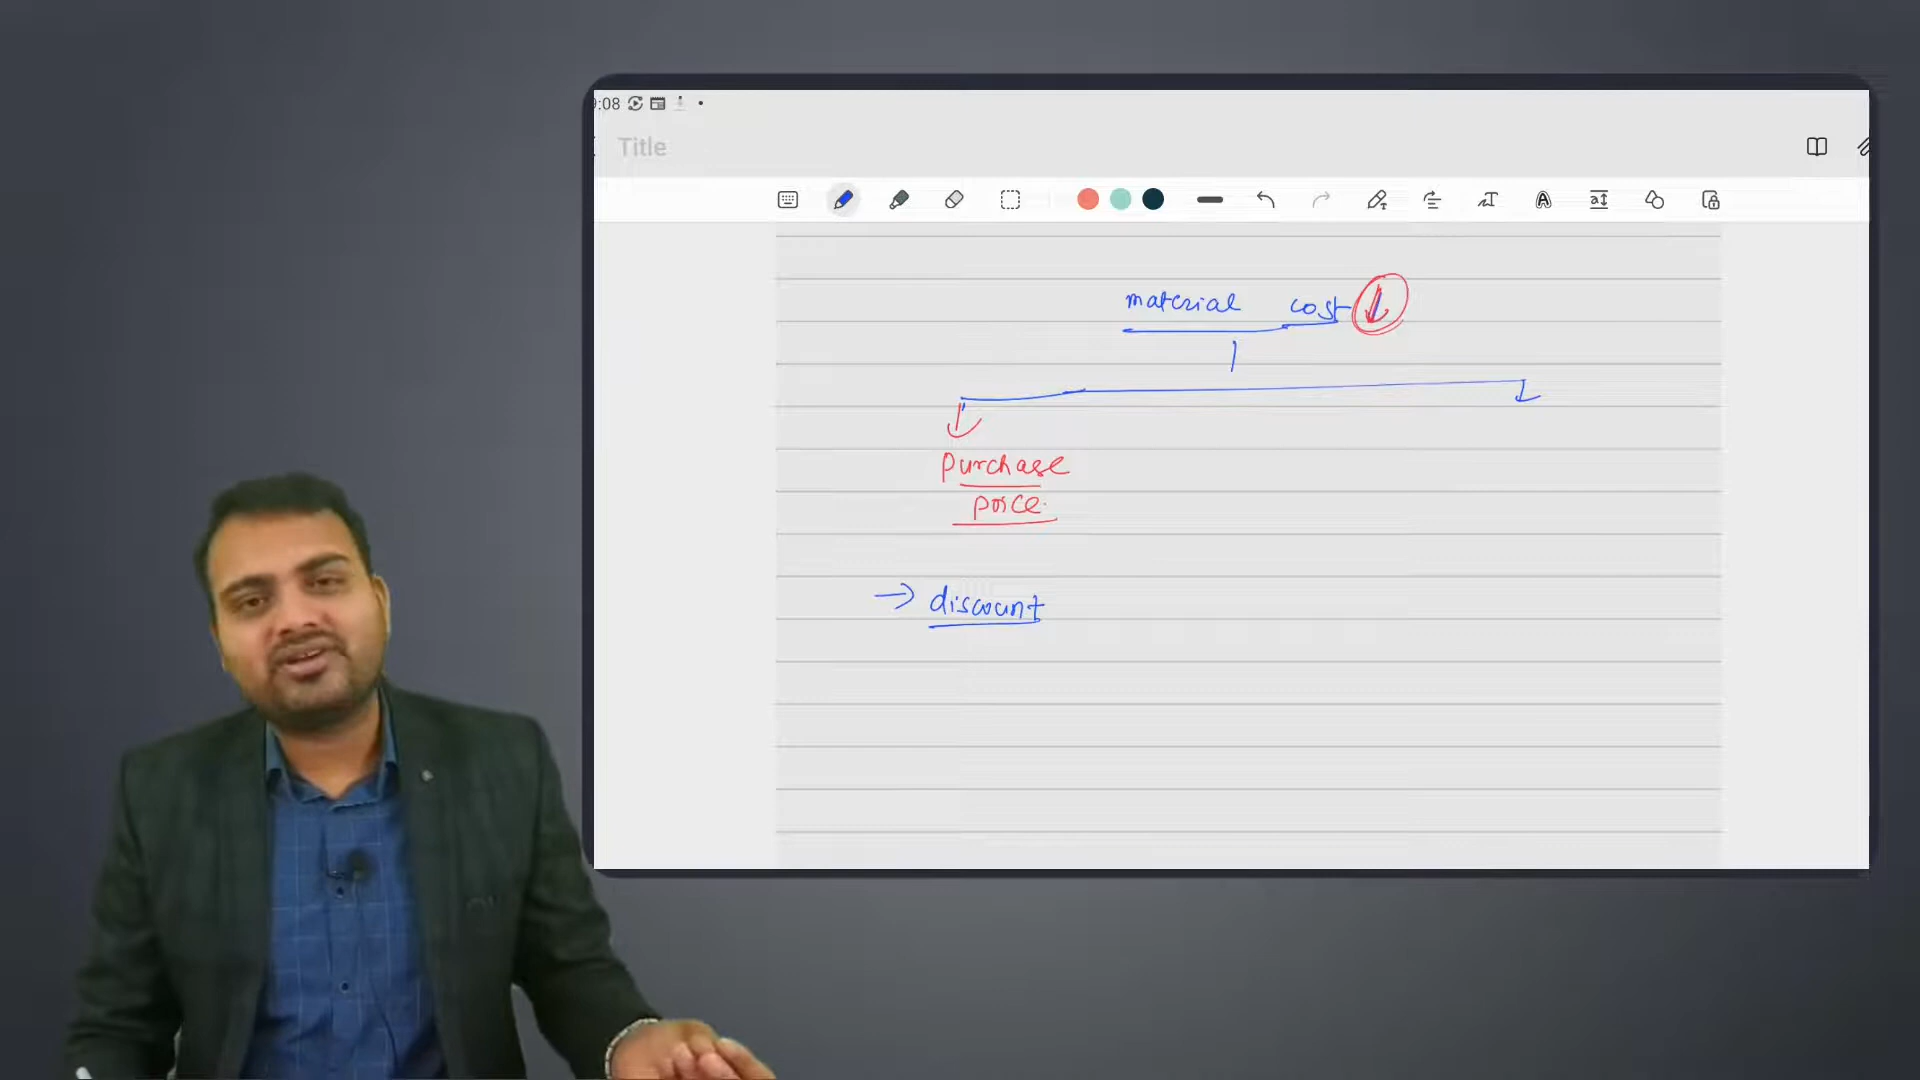 :08
Title
material cost
purchase
price
→ discount